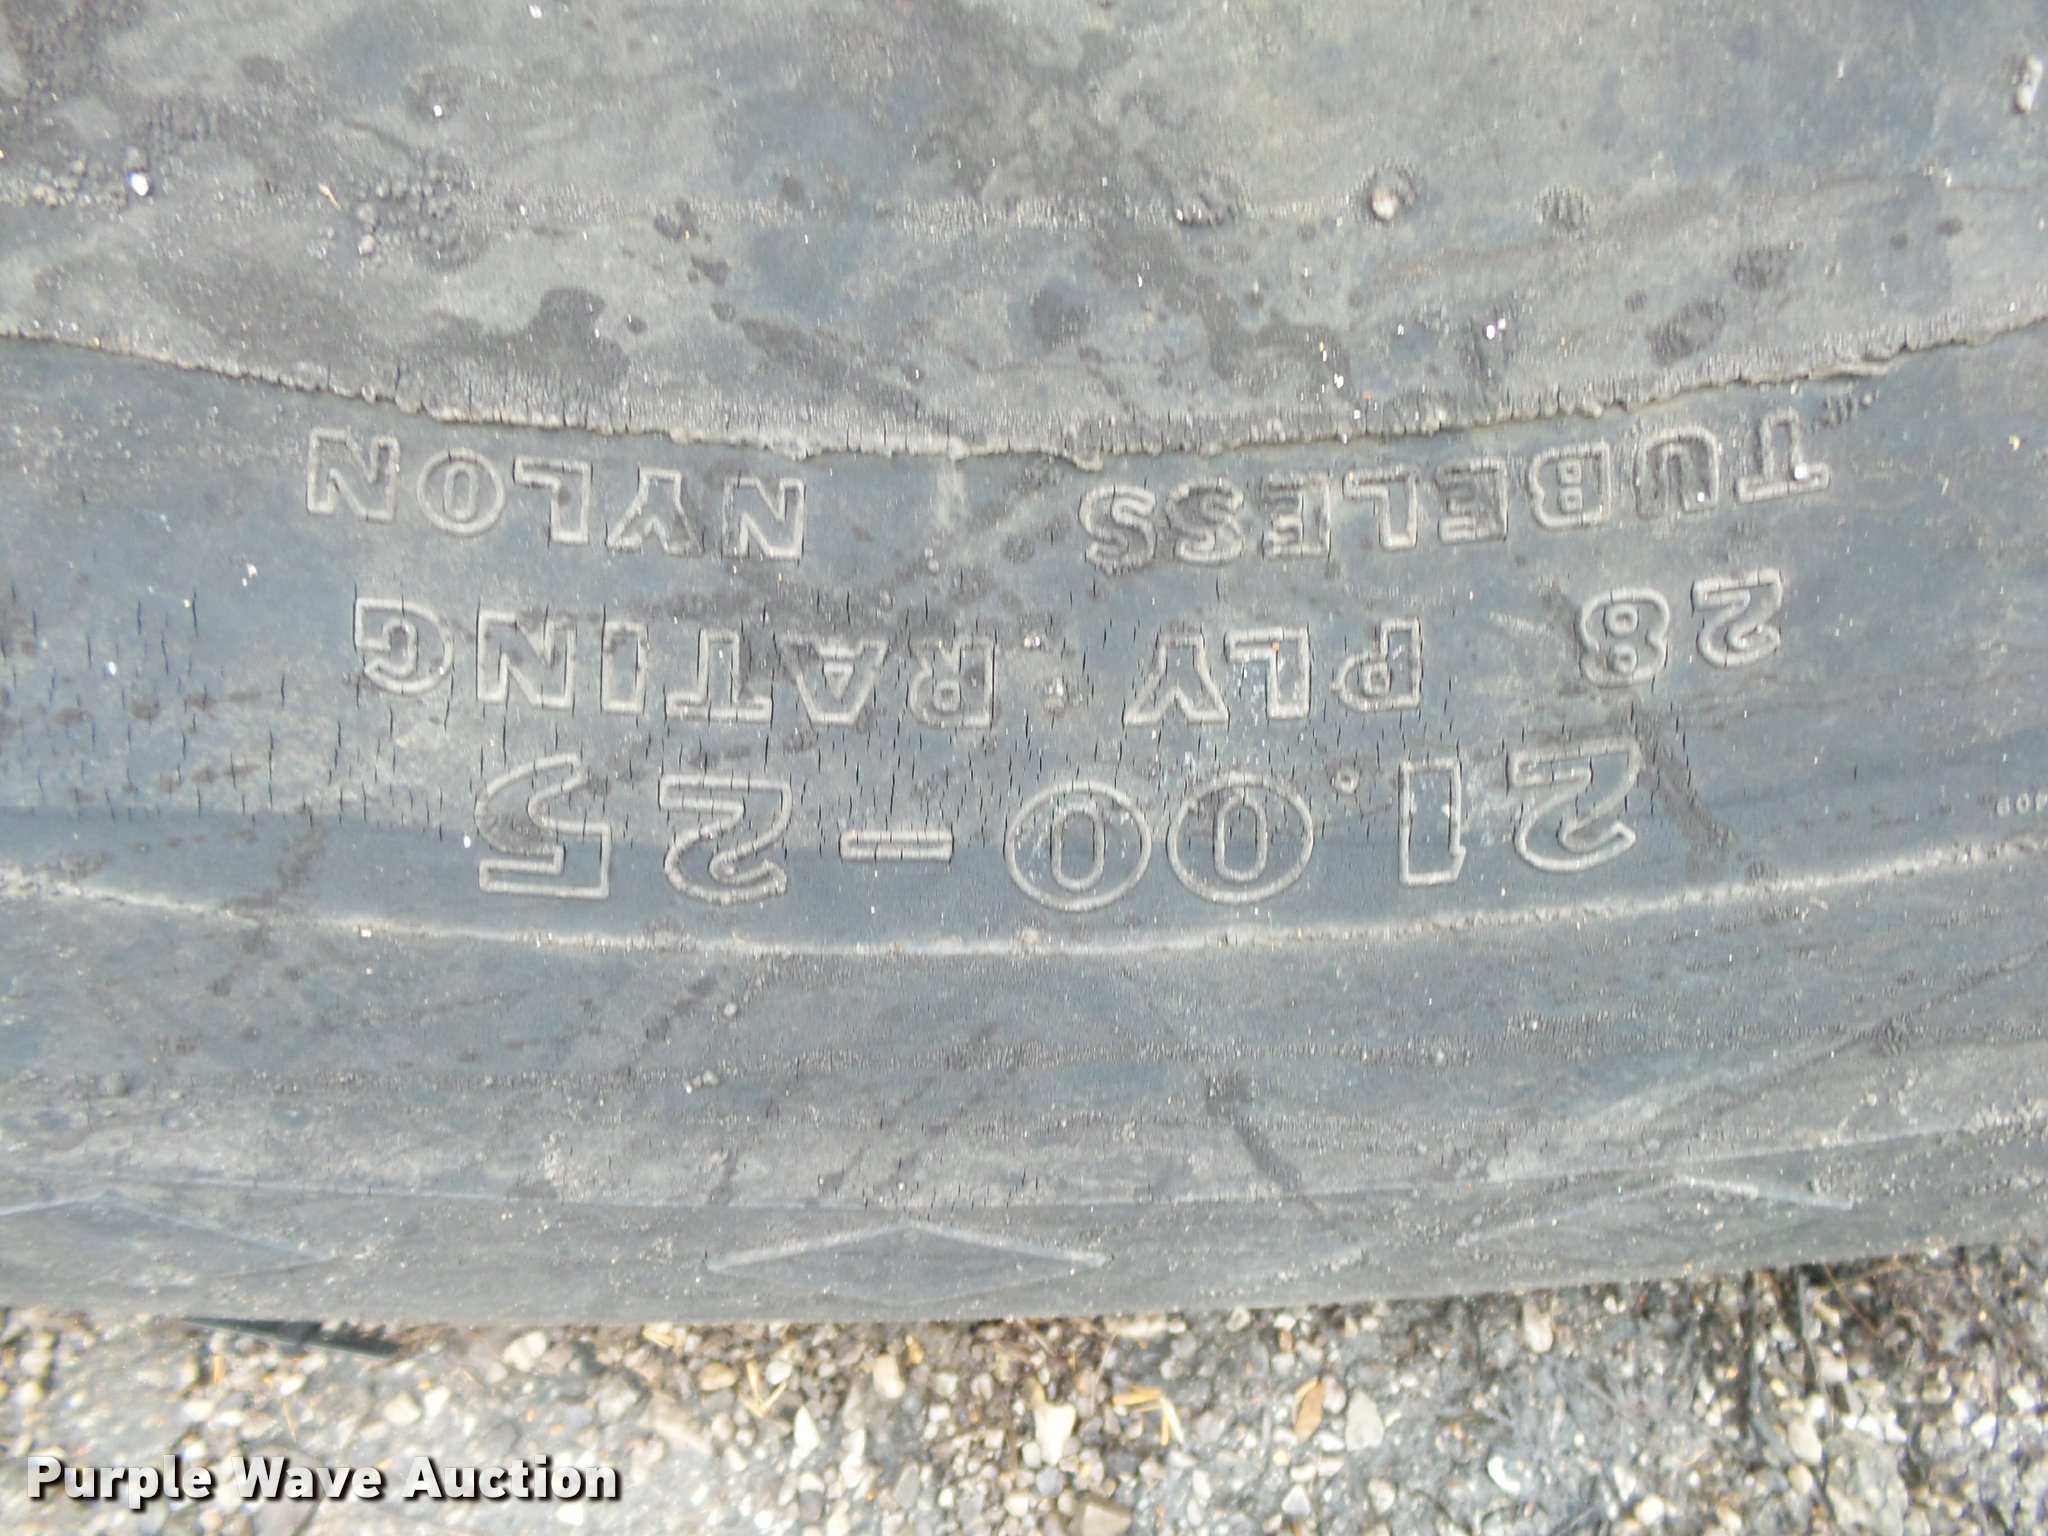 21.00-25
28 PLY RATING
TUBELESS NYLON
Purple Wave Auction